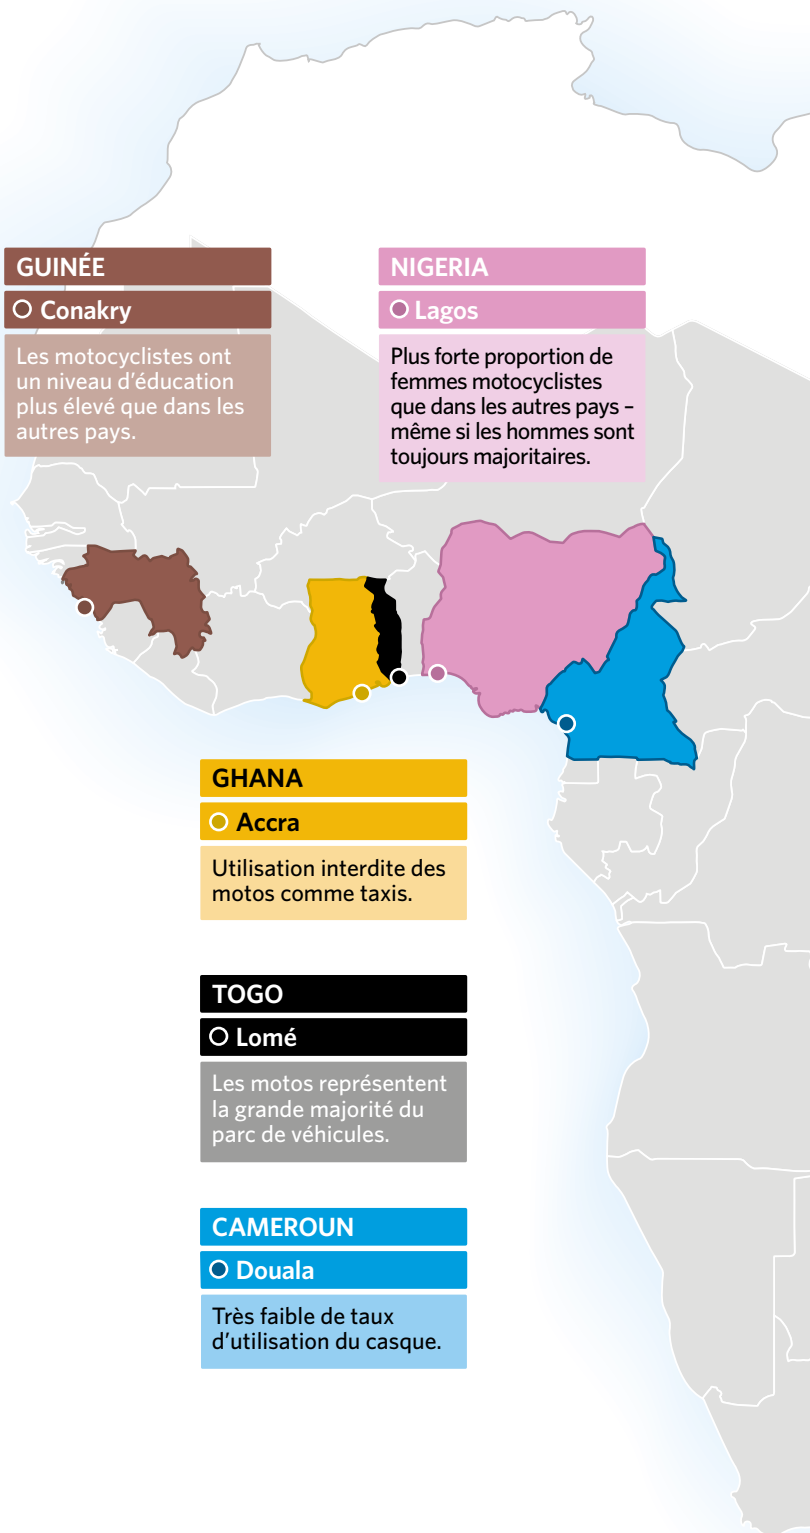 GUINÉE
Conakry
Les motocyclistes ont
un niveau d'éducation
plus élevé que dans les
autres pays.
NIGERIA
Lagos
Plus forte proportion de
femmes motocyclistes
que dans les autres pays –
même si les hommes sont
toujours majoritaires.
GHANA
Accra
Utilisation interdite des
motos comme taxis.
TOGO
Lomé
Les motos représentent
la grande majorité du
parc de véhicules.
CAMEROUN
Douala
Très faible de taux
d'utilisation du casque.